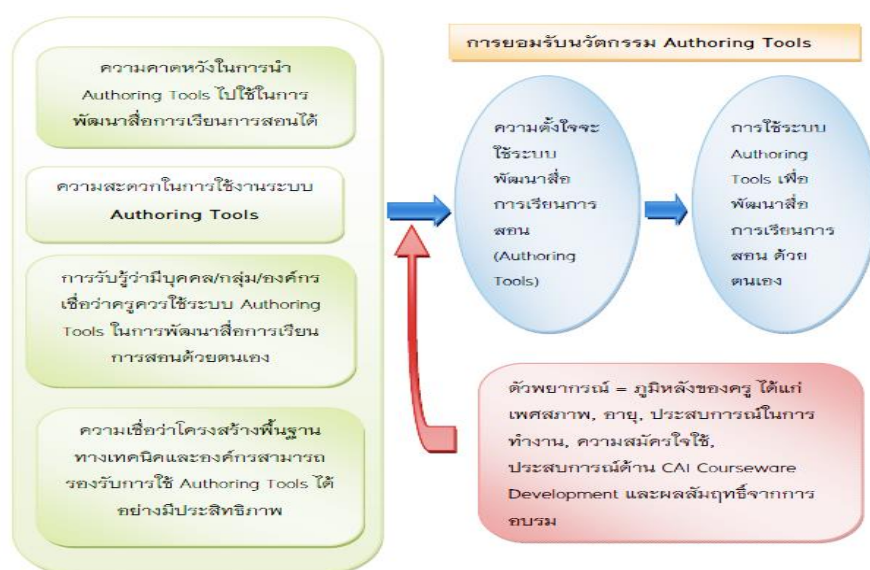 ความคาดหวังในการนำ
Authoring Tools ไปใช้ในการ
พัฒนาสื่อการเรียนการสอนได้
ความสะดวกในการใช้งานระบบ
Authoring Tools
การรับรู้ว่ามีบุคคล/กลุ่ม/องค์กร
เชื่อว่าครูควรใช้ระบบ Authoring
Tools ในการพัฒนาสื่อการเรียน
การสอนด้วยตนเอง
ความเชื่อว่าโครงสร้างพื้นฐาน
ทางเทคนิคและองค์กรสามารถ
รองรับการใช้ Authoring Tools ได้
อย่างมีประสิทธิภาพ
การยอมรับนวัตกรรม Authoring Tools
ความตั้งใจจะ
ใช้ระบบ
พัฒนาสื่อ
การเรียนการ
สอน
(Authoring
Tools)
การใช้ระบบ
Authoring
Tools เพื่อ
พัฒนาสื่อ
การเรียนการ
สอน ด้วย
ตนเอง
ตัวพยากรณ์ = ภูมิหลังของครู ได้แก่
เพศสภาพ, อายุ, ประสบการณ์ในการ
ทำงาน, ความสมัครใจใช้,
ประสบการณ์ด้าน CAI Courseware
Development และผลสัมฤทธิ์จากการ
อบรม